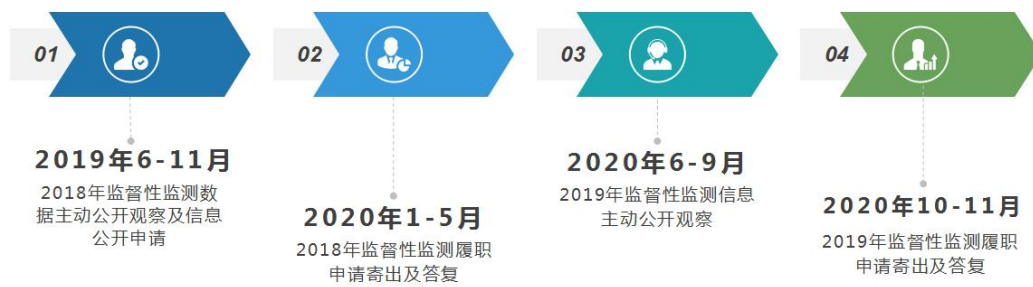 01
2019年6-11月
2018年监督性监测数
据主动公开观察及信息
公开申请
02
2020年1-5月
2018年监督性监测履职
申请寄出及答复
03
2020年6-9月
2019年监督性监测信息
主动公开观察
04
2020年10-11月
2019年监督性监测履职
申请寄出及答复